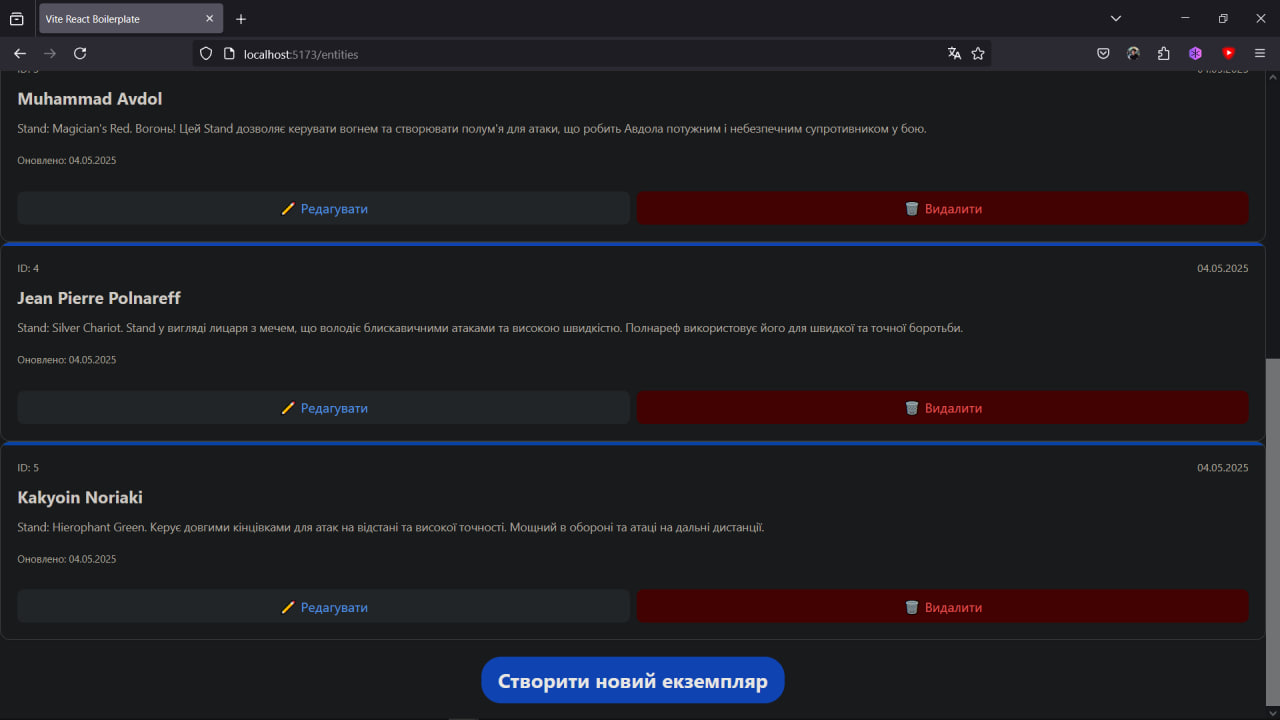 Vite React Boilerplate
localhost:5173/entities
Muhammad Avdol
Stand: Magician's Red. Вогонь! Цей Stand дозволяє керувати вогнем та створювати полум'я для атаки, що робить Авдола потужним і небезпечним супротивником у бою.
Оновлено: 04.05.2025
Редагувати
Видалити
ID: 4
04.05.2025
Jean Pierre Polnareff
Stand: Silver Chariot. Stand у вигляді лицаря з мечем, що володіє блискавичними атаками та високою швидкістю. Полнареф використовує його для швидкої та точної боротьби.
Оновлено: 04.05.2025
Редагувати
Видалити
ID: 5
04.05.2025
Kakyoin Noriaki
Stand: Hierophant Green. Керує довгими кінцівками для атак на відстані та високої точності. Мощний в обороні та атаці на дальні дистанції.
Оновлено: 04.05.2025
Редагувати
Видалити
Створити новий екземпляр